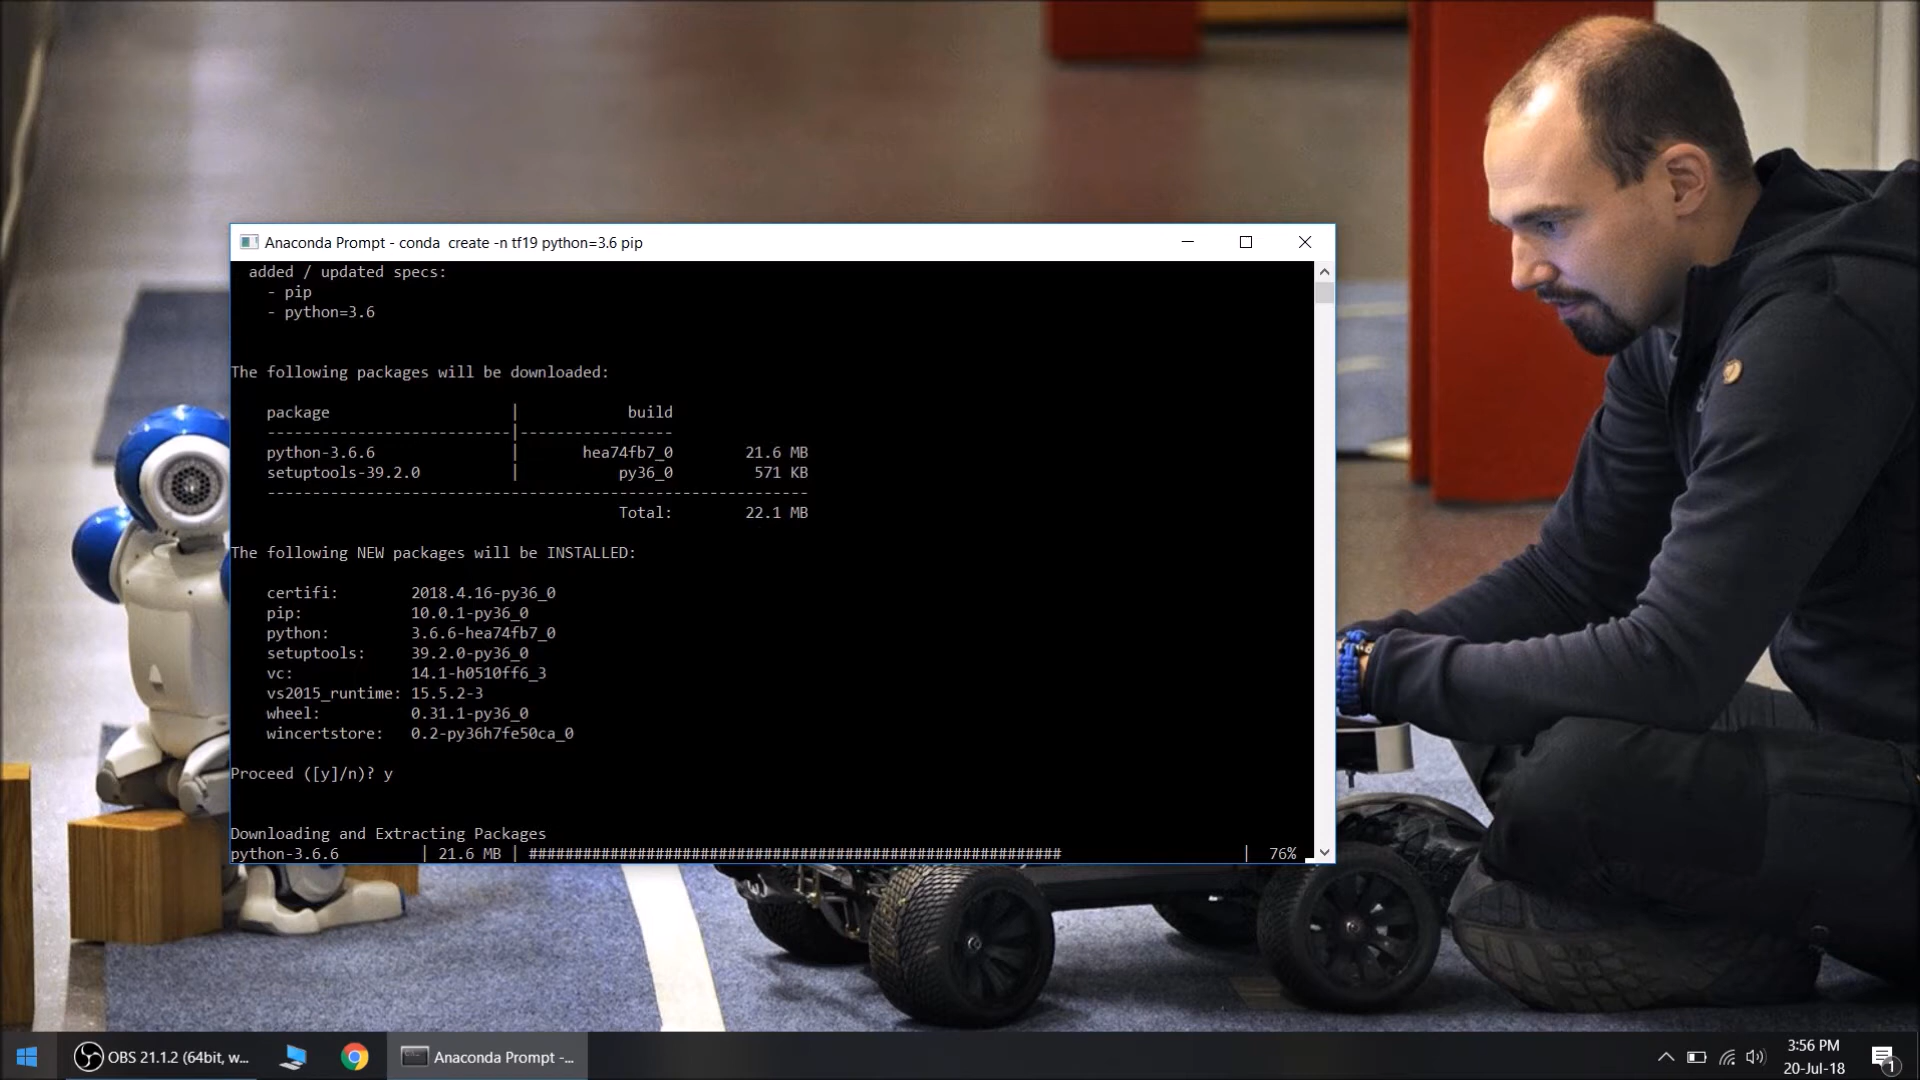 Anaconda Prompt - conda  create -n tf19 python=3.6 pip
added / updated specs:
- pip
- python=3.6
The following packages will be downloaded:
package | build
---------------------------|-----------------
python-3.6.6 | hea74fb7_0 21.6 MB
setuptools-39.2.0 | py36_0 571 KB
------------------------------------------------------------
Total: 22.1 MB
The following NEW packages will be INSTALLED:
certifi: 2018.4.16-py36_0
pip: 10.0.1-py36_0
python: 3.6.6-hea74fb7_0
setuptools: 39.2.0-py36_0
vc: 14.1-h0510ff6_3
vs2015_runtime: 15.5.2-3
wheel: 0.31.1-py36_0
wincertstore: 0.2-py36h7fe50ca_0
Proceed ([y]/n)? y
Downloading and Extracting Packages
python-3.6.6 | 21.6 MB | ########################################################### | 76%
OBS 21.1.2 (64bit, w...
Anaconda Prompt -...
3:56 PM
20-Jul-18
1